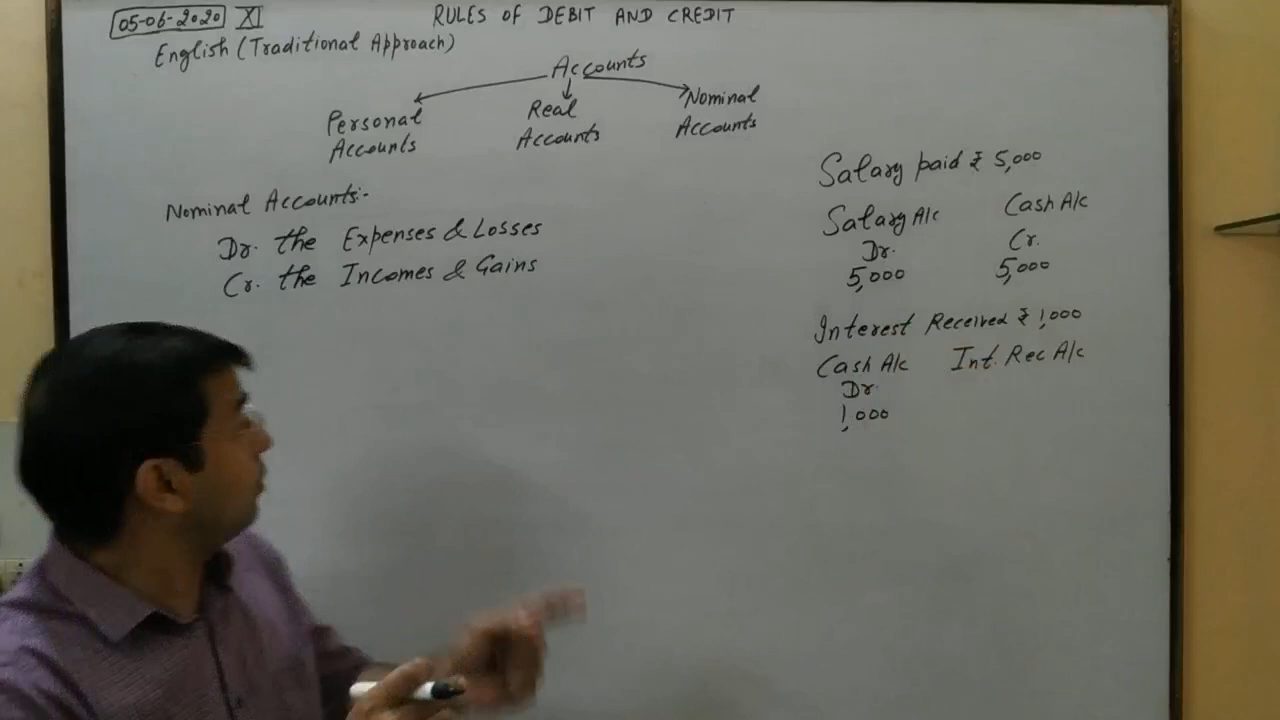 05-06-2020 XI
RULES OF DEBIT AND CREDIT
English (Traditional Approach)
Accounts
Personal Accounts
Real Accounts
Nominal Accounts
Nominal Accounts:-
Dr. the Expenses & Losses
Cr. the Incomes & Gains
Salary paid ₹ 5,000
Salary A/c Cash A/c
Dr. Cr.
5,000 5,000
Interest Received ₹ 1,000
Cash A/c Int. Rec A/c
Dr.
1,000